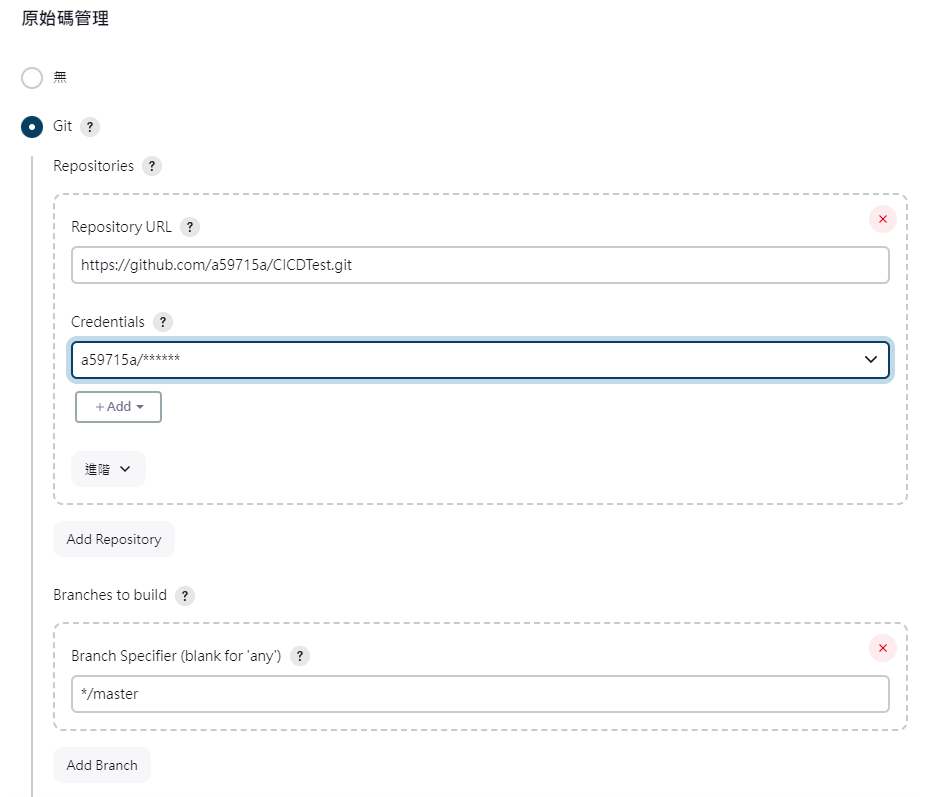 原始碼管理
無
Git ?
Repositories ?
Repository URL ?
https://github.com/a59715a/CICDTest.git
Credentials ?
a59715a/******
+ Add
進階
Add Repository
Branches to build ?
Branch Specifier (blank for 'any') ?
*/master
Add Branch